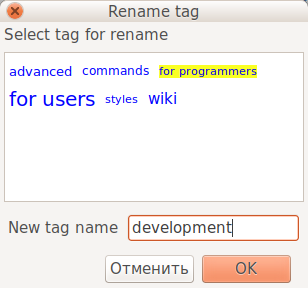 Rename tag
Select tag for rename
advanced commands for programmers
for users styles wiki
New tag name development
Отменить OK